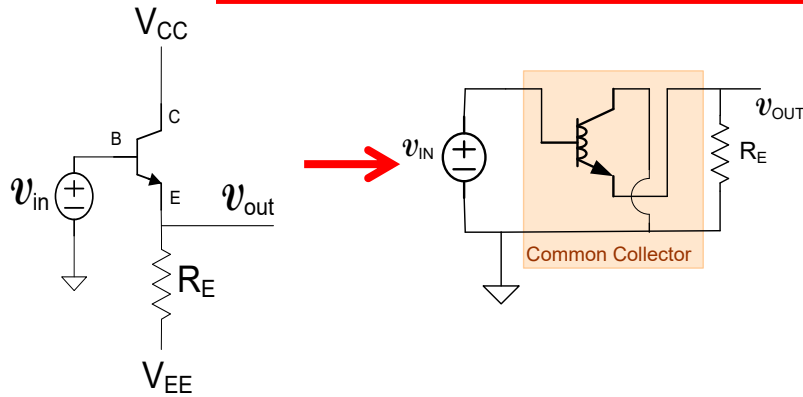 VCC
C
B
E
vin
vout
RE
VEE
vIN
vOUT
RE
Common Collector